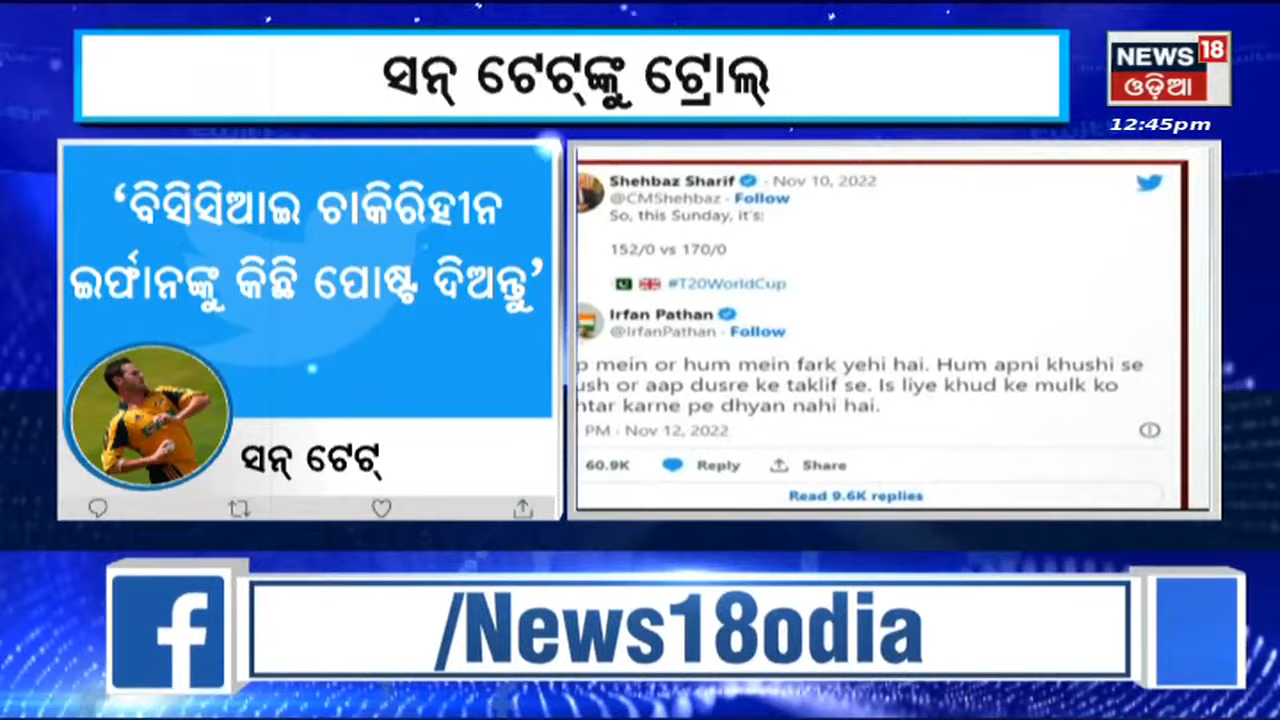 ସନ୍ ଟେଟ୍‌ଙ୍କୁ ଟ୍ରୋଲ୍
NEWS 18
ଓଡ଼ିଆ
12:45pm
‘ବିସିସିଆଇ ଚାକିରିହୀନ
ଇର୍ଫାନଙ୍କୁ କିଛି ପୋଷ୍ଟ ଦିଅନ୍ତୁ’
ସନ୍ ଟେଟ୍
Shehbaz Sharif · Nov 10, 2022
@CMShehbaz · Follow
So, this Sunday, it's:
152/0 vs 170/0
#T20WorldCup
Irfan Pathan
@IrfanPathan · Follow
mein or hum mein fark yehi hai. Hum apni khushi se
or aap dusre ke taklif se. Is liye khud ke mulk ko
karne pe dhyan nahi hai.
PM · Nov 12, 2022
60.9K Reply Share
Read 9.6K replies
/News18odia